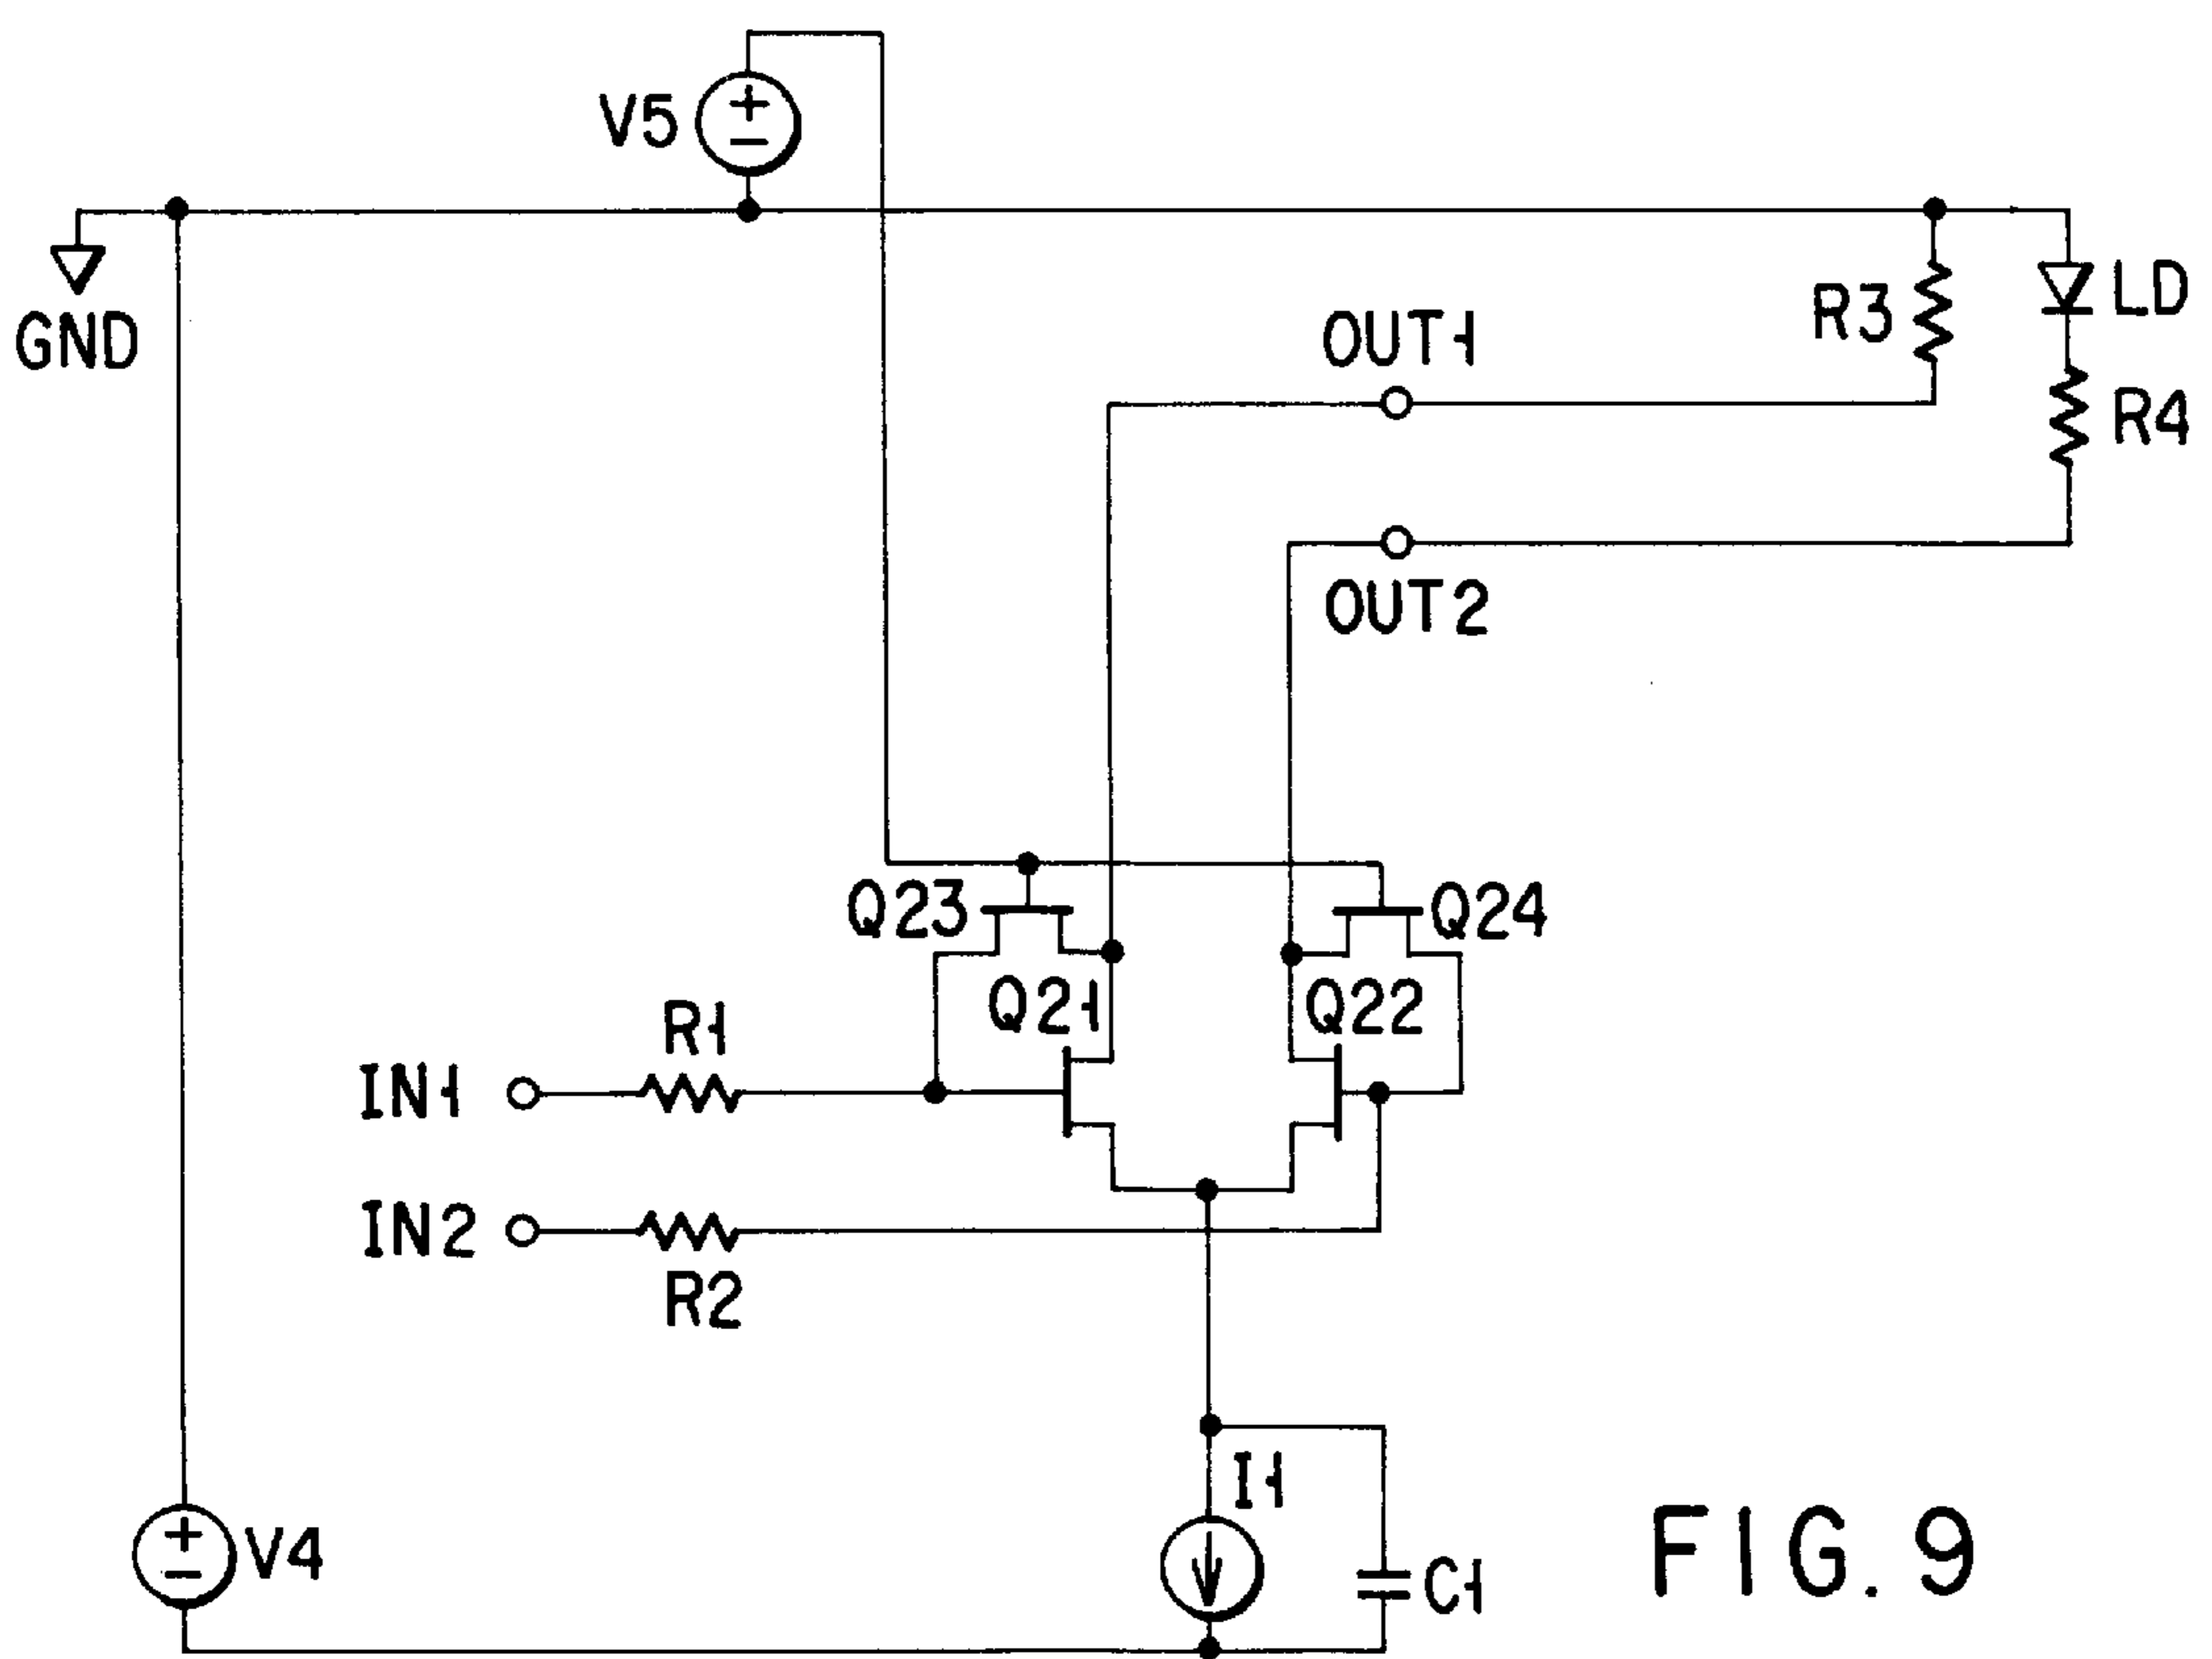 V5
GND
R3
LD
OUT1
R4
OUT2
Q23
Q24
Q21
Q22
R1
IN1
IN2
R2
I1
V4
C1
FIG. 9